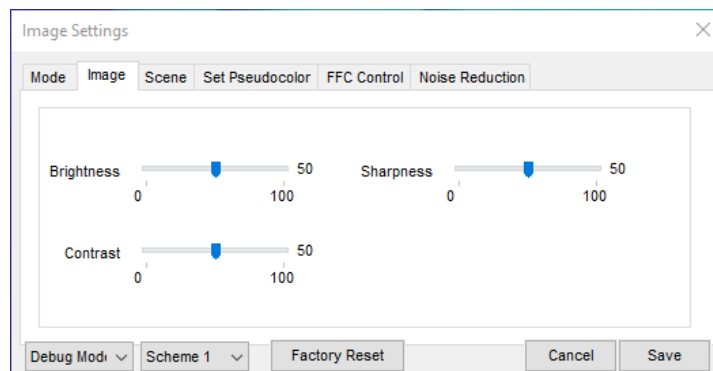 Image Settings
Mode Image Scene Set Pseudocolor FFC Control Noise Reduction
Brightness 50 Sharpness 50
0 100 0 100
Contrast 50
0 100
Debug Mod Scheme 1 Factory Reset Cancel Save